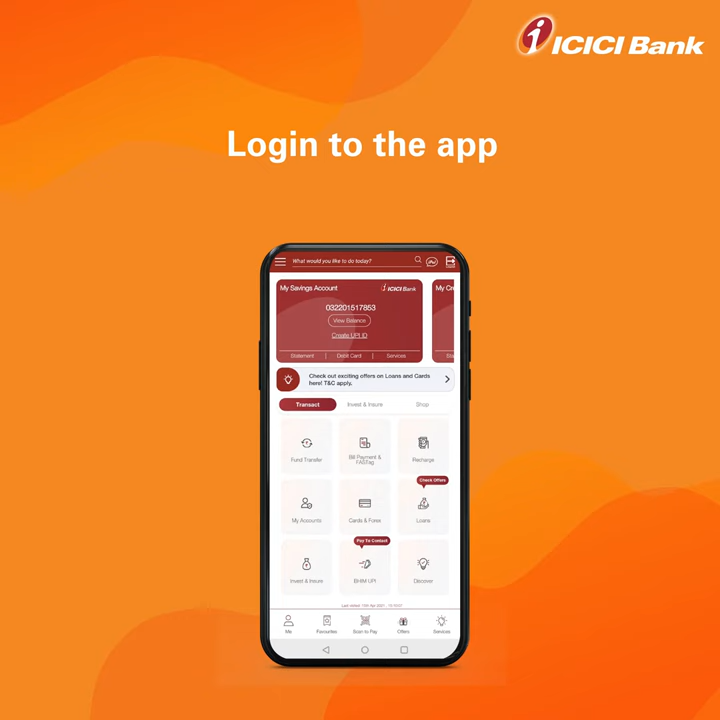 ICICI Bank
Login to the app
What would you like to do today?
My Savings Account
ICICI Bank
My Cr
032201517853
View Balance
Create UPI ID
Statement | Debit Card | Services
Check out exciting offers on Loans and Cards
here! T&C apply.
Transact
Invest & Insure
Shop
Fund Transfer
Bill Payment &
FASTag
Recharge
Check Offers
My Accounts
Cards & Forex
Loans
Pay To Contact
Invest & Insure
BHIM UPI
Discover
Me
Favourites
Scan to Pay
Offers
Services